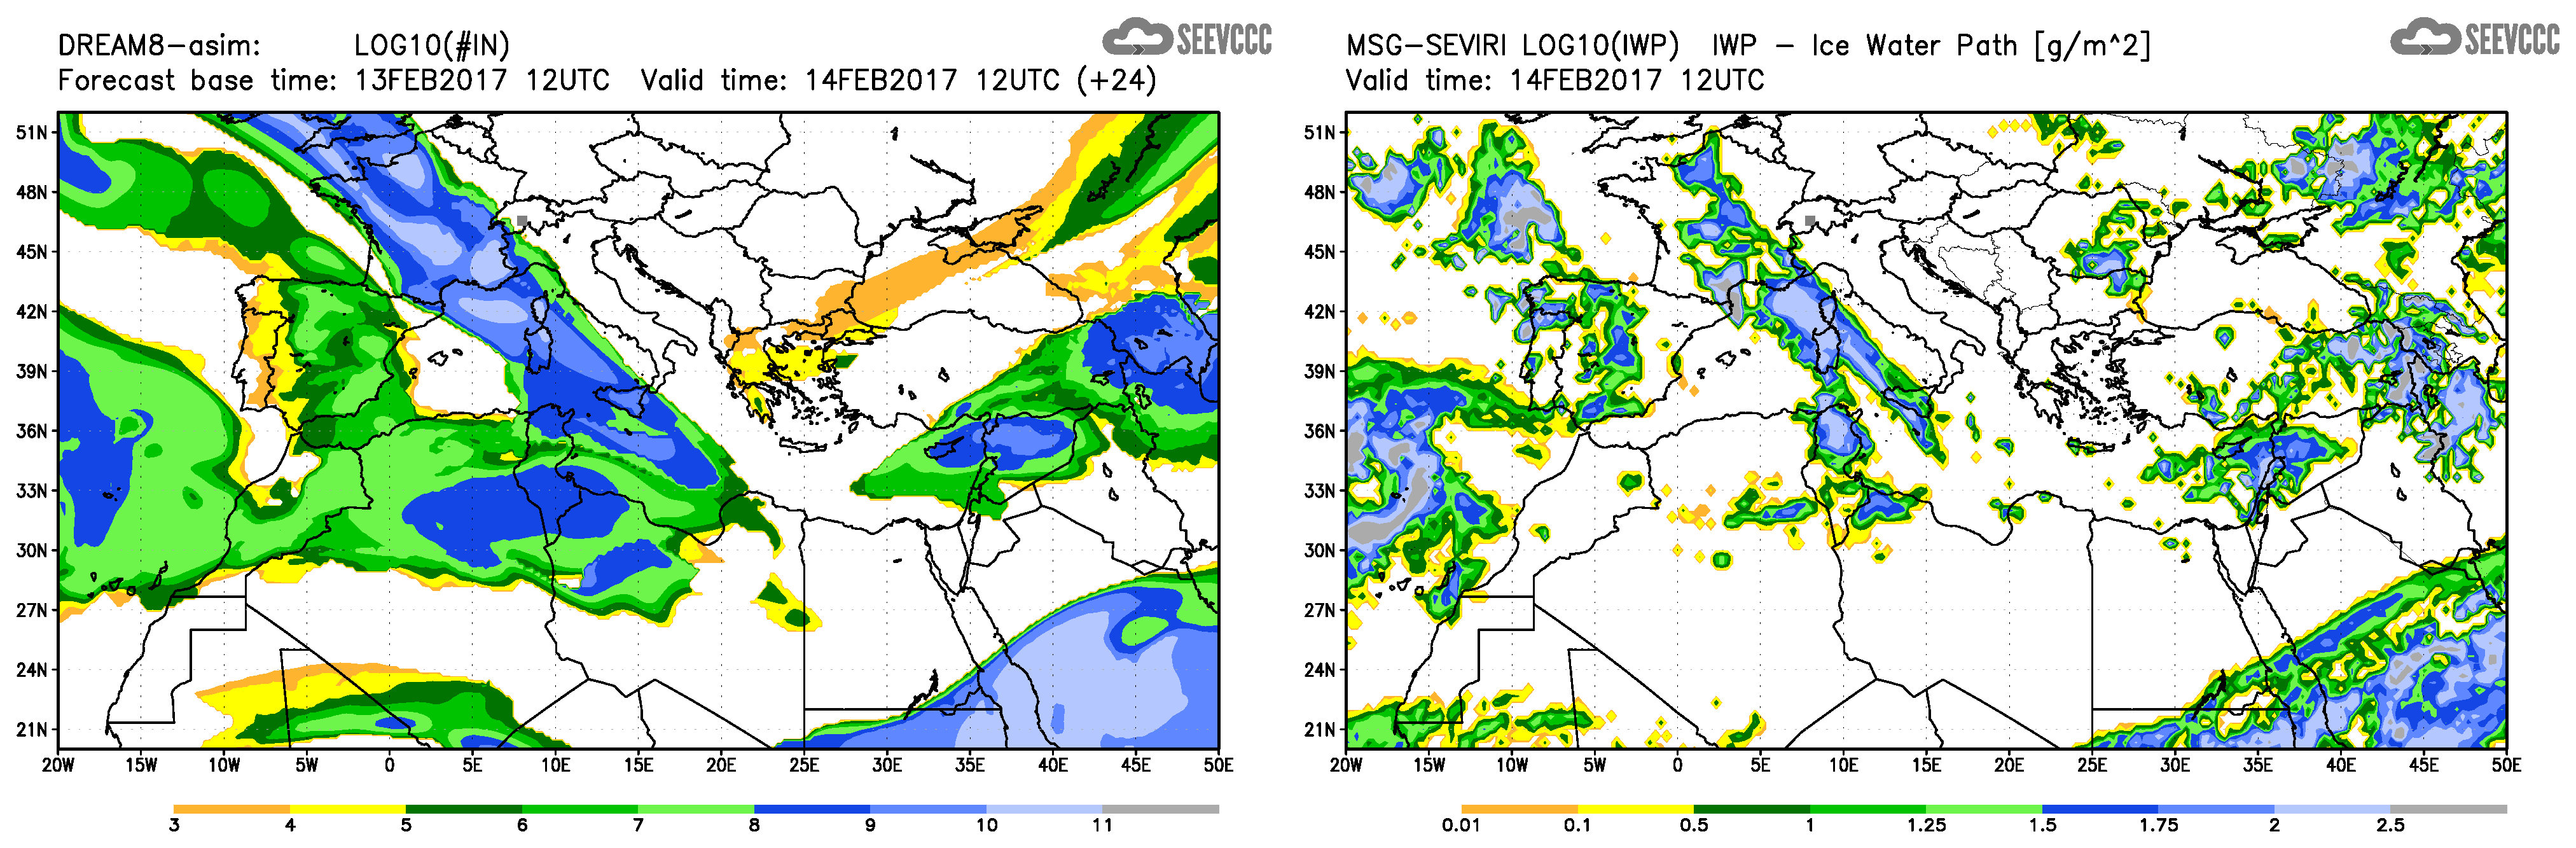 DREAM8-asim: LOG10(#IN)
Forecast base time: 13FEB2017 12UTC Valid time: 14FEB2017 12UTC (+24)
SEEVCCC
51N
48N
45N
42N
39N
36N
33N
30N
27N
24N
21N
20W 15W 10W 5W 0 5E 10E 15E 20E 25E 30E 35E 40E 45E 50E
3 4 5 6 7 8 9 10 11
MSG-SEVIRI LOG10(IWP) IWP - Ice Water Path [g/m^2]
Valid time: 14FEB2017 12UTC
SEEVCCC
51N
48N
45N
42N
39N
36N
33N
30N
27N
24N
21N
20W 15W 10W 5W 0 5E 10E 15E 20E 25E 30E 35E 40E 45E 50E
0.01 0.1 0.5 1 1.25 1.5 1.75 2 2.5